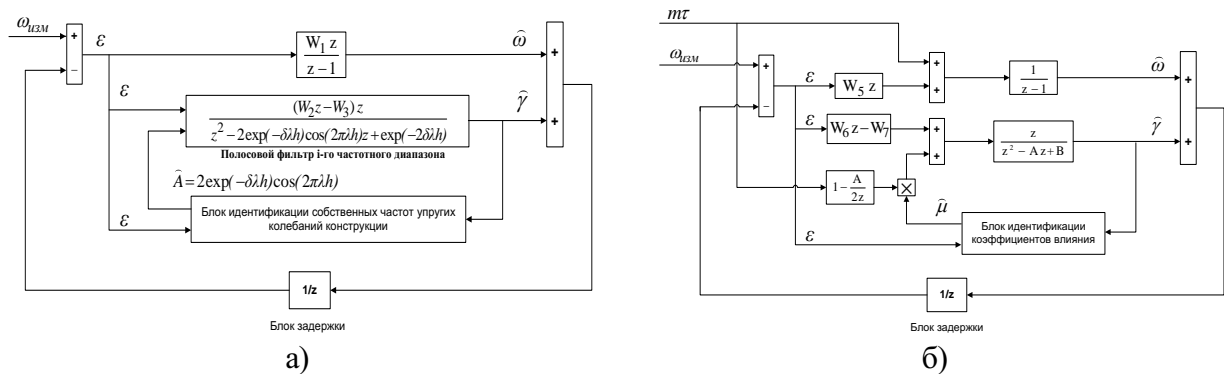 ω_изм
+
−
ε
W₁ z
z−1
ω̂
+
+
ε
(W₂z−W₃) z
z²−2exp(−δλh)cos(2πλh)z+exp(−2δλh)
γ̂
Полосовой фильтр i-го частотного диапазона
Â=2exp(−δλh)cos(2πλh)
Блок идентификации собственных частот упругих
колебаний конструкции
ε
1/z
Блок задержки
а)
mτ
ω_изм
+
−
ε
W₅ z
+
+
1
z−1
ω̂
+
+
ε
W₆ z−W₇
+
+
z
z²−Az+B
γ̂
1−A/2z
×
μ̂
Блок идентификации
коэффициентов влияния
ε
1/z
Блок задержки
б)